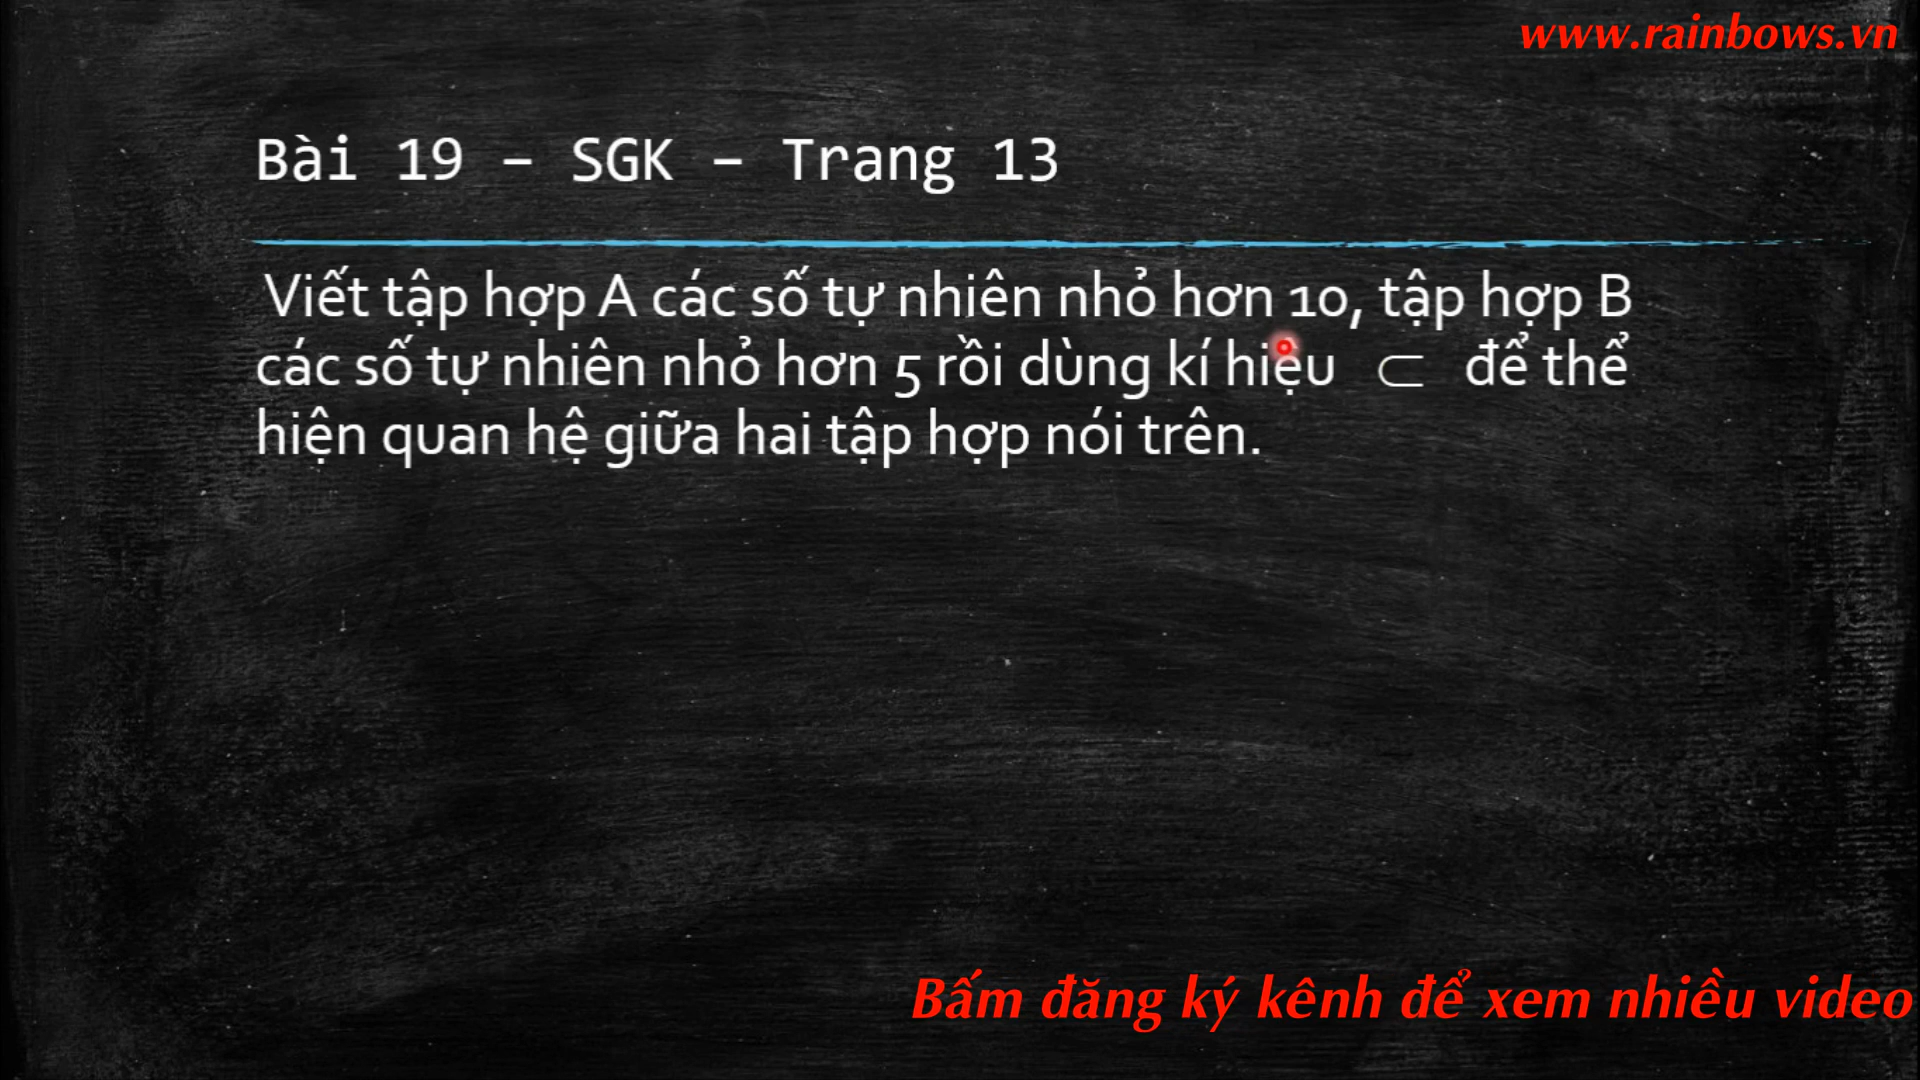 www.rainbows.vn
Bài 19 – SGK – Trang 13
Viết tập hợp A các số tự nhiên nhỏ hơn 10, tập hợp B
các số tự nhiên nhỏ hơn 5 rồi dùng kí hiệu ⊂ để thể
hiện quan hệ giữa hai tập hợp nói trên.
Bấm đăng ký kênh để xem nhiều video